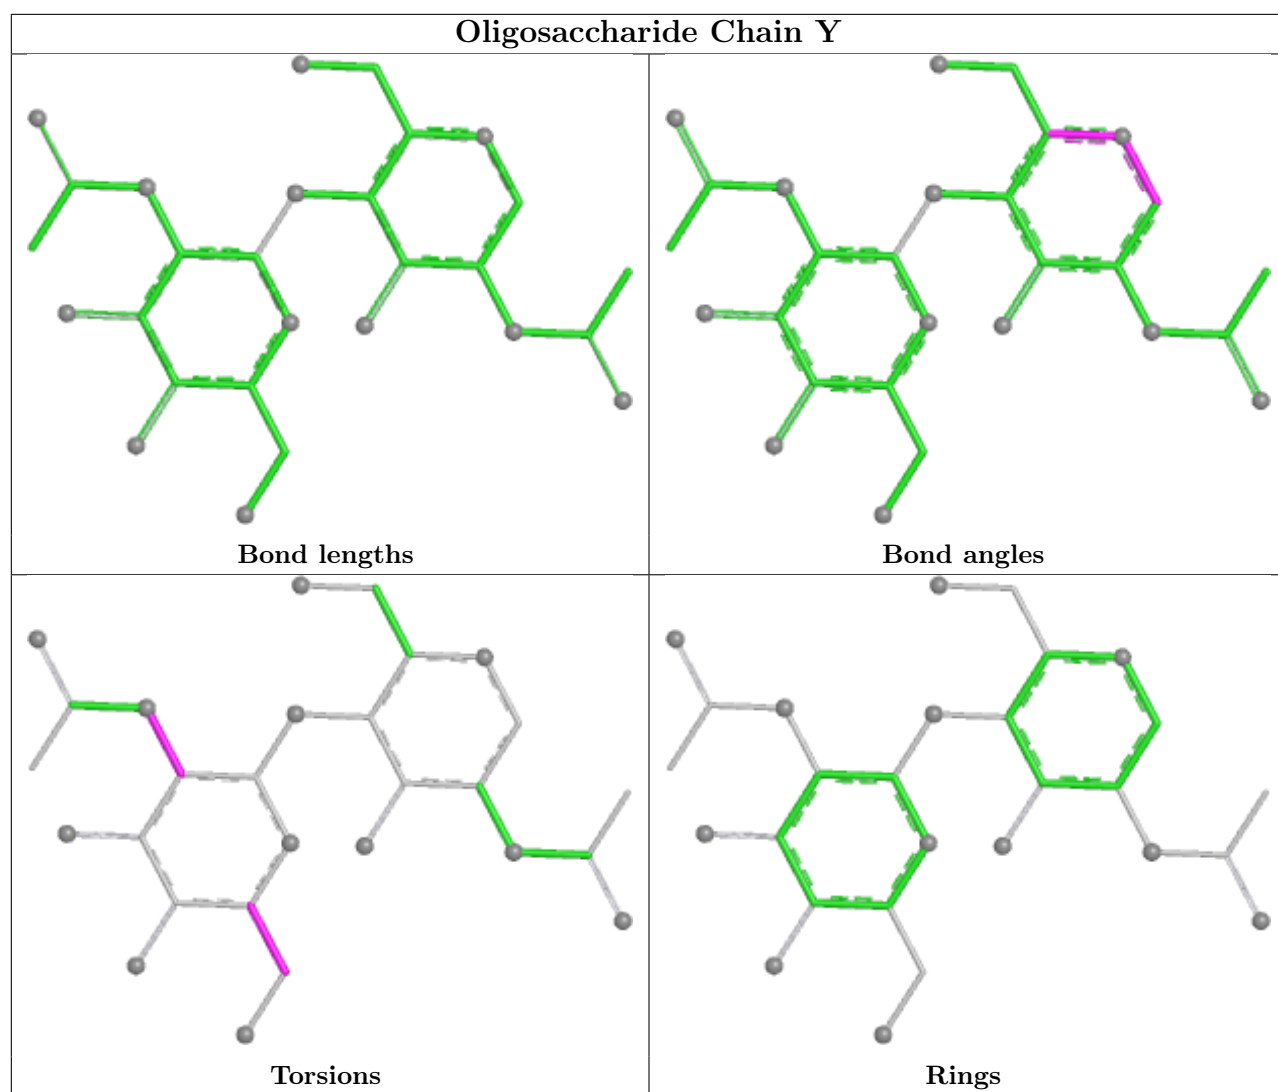 Oligosaccharide Chain Y
Bond lengths
Bond angles
Torsions
Rings